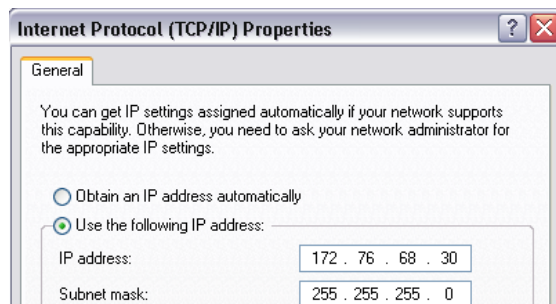 Internet Protocol (TCP/IP) Properties
General
You can get IP settings assigned automatically if your network supports
this capability. Otherwise, you need to ask your network administrator for
the appropriate IP settings.
Obtain an IP address automatically
Use the following IP address:
IP address: 172 . 76 . 68 . 30
Subnet mask: 255 . 255 . 255 . 0